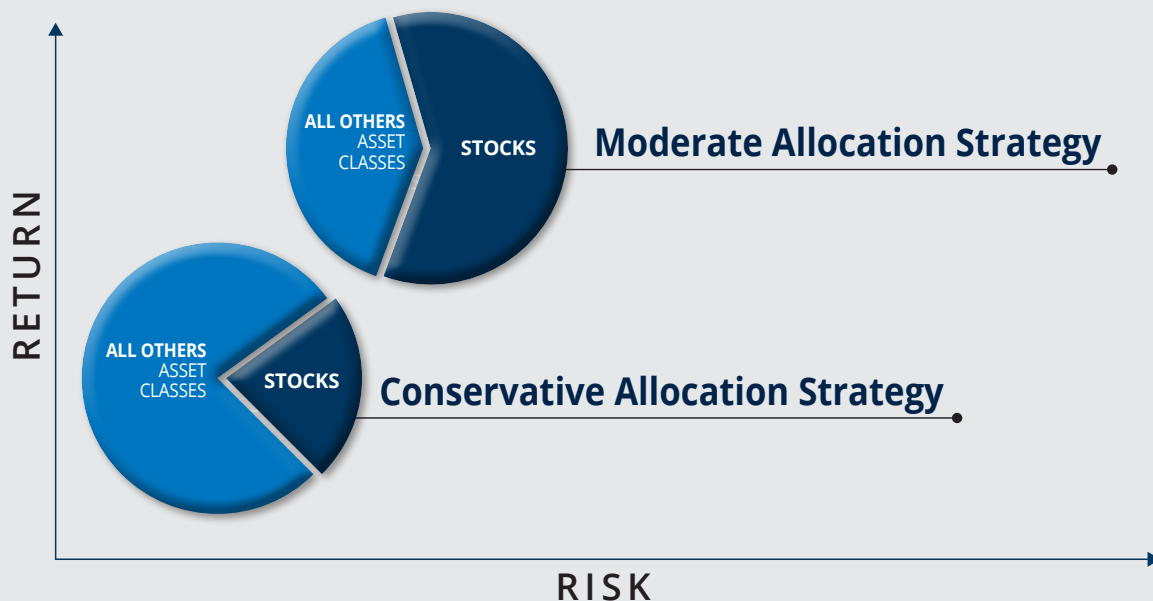 RETURN
ALL OTHERS
ASSET
CLASSES
STOCKS
Moderate Allocation Strategy
ALL OTHERS
ASSET
CLASSES
STOCKS
Conservative Allocation Strategy
RISK